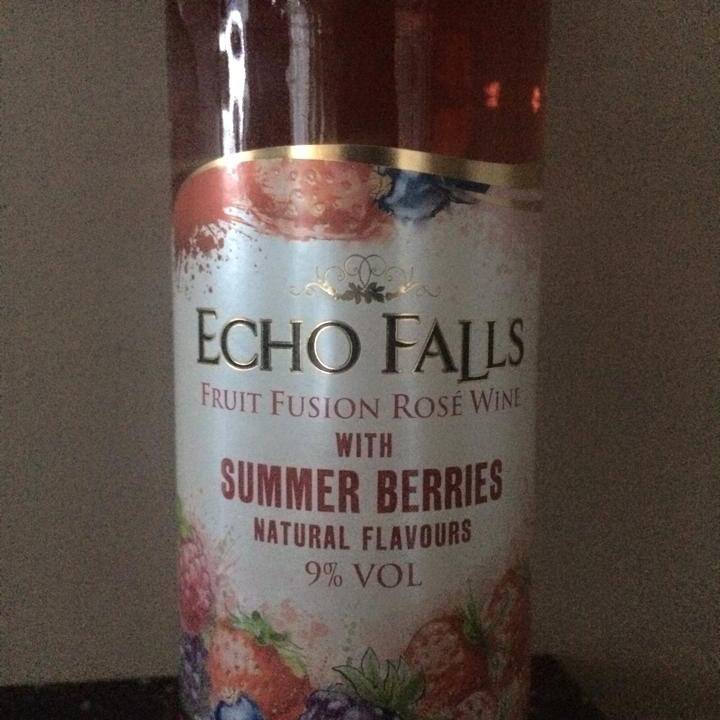 ECHO FALLS
FRUIT FUSION ROSÉ WINE
WITH
SUMMER BERRIES
NATURAL FLAVOURS
9% VOL